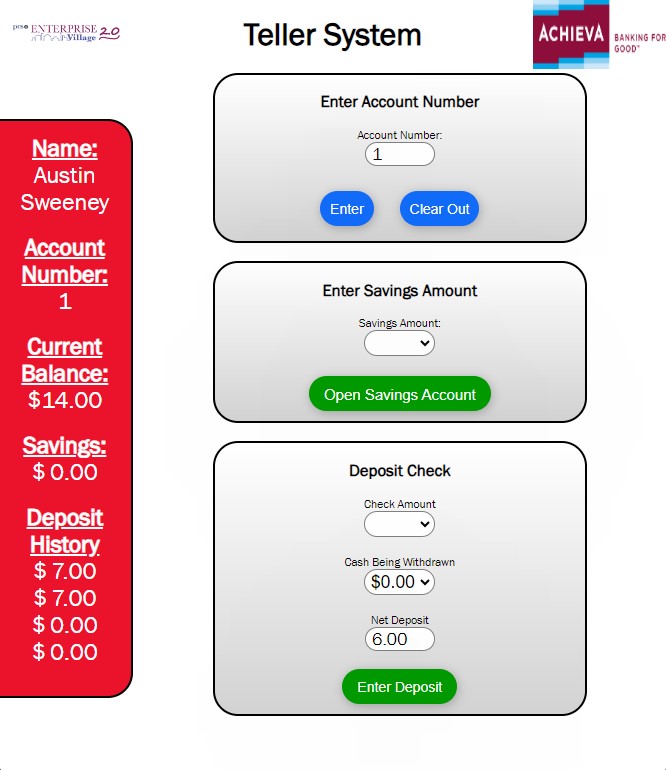 pcs ENTERPRISE Village 2.0
Teller System
ACHIEVA BANKING FOR GOOD
Name:
Austin
Sweeney
Account
Number:
1
Current
Balance:
$14.00
Savings:
$ 0.00
Deposit
History
$ 7.00
$ 7.00
$ 0.00
$ 0.00
Enter Account Number
Account Number:
1
Enter
Clear Out
Enter Savings Amount
Savings Amount:
Open Savings Account
Deposit Check
Check Amount
Cash Being Withdrawn
$0.00
Net Deposit
6.00
Enter Deposit